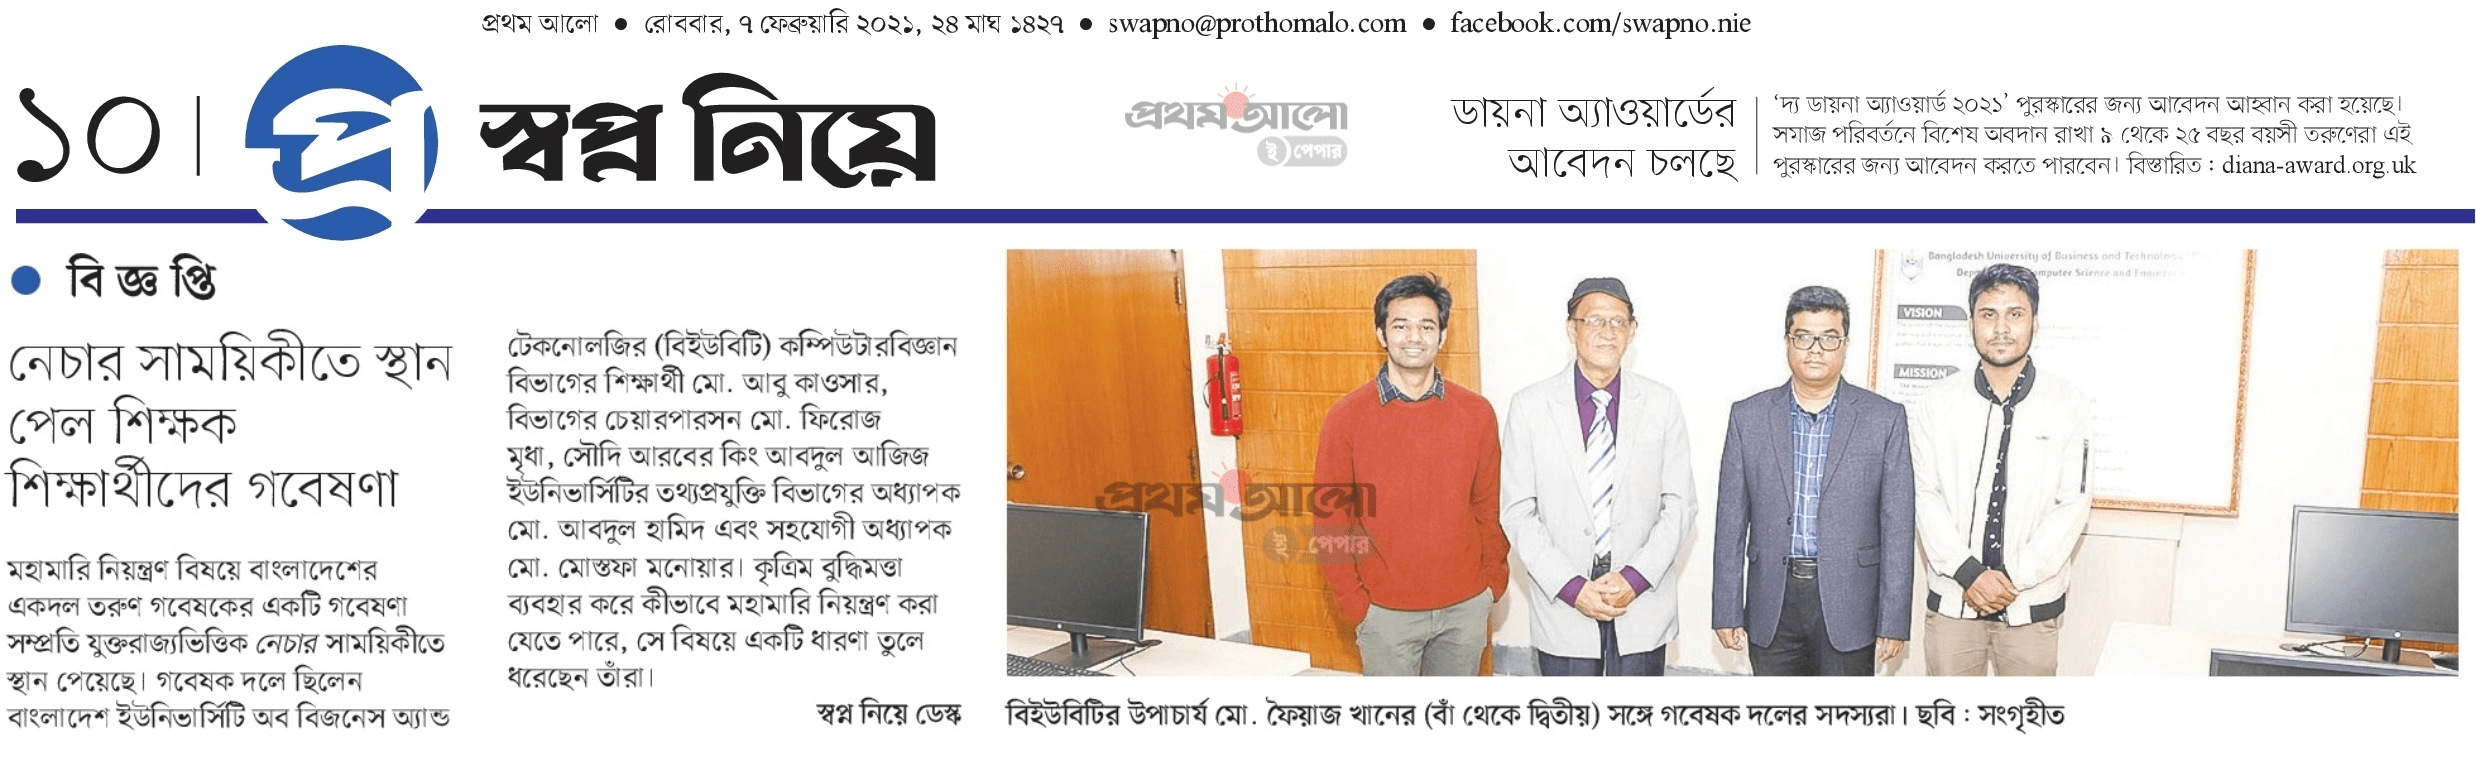 প্রথম আলো ● রোববার, ৭ ফেব্রুয়ারি ২০২১, ২৪ মাঘ ১৪২৭ ● swapno@prothomalo.com ● facebook.com/swapno.nie
১০
প্র
স্বপ্ন নিয়ে
প্রথম আলো
ই পেপার
ডায়না অ্যাওয়ার্ডের
আবেদন চলছে
‘দ্য ডায়না অ্যাওয়ার্ড ২০২১’ পুরস্কারের জন্য আবেদন আহ্বান করা হয়েছে।
সমাজ পরিবর্তনে বিশেষ অবদান রাখা ৯ থেকে ২৫ বছর বয়সী তরুণেরা এই
পুরস্কারের জন্য আবেদন করতে পারবেন। বিস্তারিত : diana-award.org.uk
● বিজ্ঞপ্তি
নেচার সাময়িকীতে স্থান
পেল শিক্ষক
শিক্ষার্থীদের গবেষণা
মহামারি নিয়ন্ত্রণ বিষয়ে বাংলাদেশের
একদল তরুণ গবেষকের একটি গবেষণা
সম্প্রতি যুক্তরাজ্যভিত্তিক নেচার সাময়িকীতে
স্থান পেয়েছে। গবেষক দলে ছিলেন
বাংলাদেশ ইউনিভার্সিটি অব বিজনেস অ্যান্ড
টেকনোলজির (বিইউবিটি) কম্পিউটারবিজ্ঞান
বিভাগের শিক্ষার্থী মো. আবু কাওসার,
বিভাগের চেয়ারপারসন মো. ফিরোজ
মৃধা, সৌদি আরবের কিং আবদুল আজিজ
ইউনিভার্সিটির তথ্যপ্রযুক্তি বিভাগের অধ্যাপক
মো. আবদুল হামিদ এবং সহযোগী অধ্যাপক
মো. মোস্তফা মনোয়ার। কৃত্রিম বুদ্ধিমত্তা
ব্যবহার করে কীভাবে মহামারি নিয়ন্ত্রণ করা
যেতে পারে, সে বিষয়ে একটি ধারণা তুলে
ধরেছেন তাঁরা।
স্বপ্ন নিয়ে ডেস্ক
Bangladesh University of Business and Technology
Computer Science and
VISION
MISSION
প্রথম আলো
ই পেপার
বিইউবিটির উপাচার্য মো. ফৈয়াজ খানের (বাঁ থেকে দ্বিতীয়) সঙ্গে গবেষক দলের সদস্যরা। ছবি : সংগৃহীত